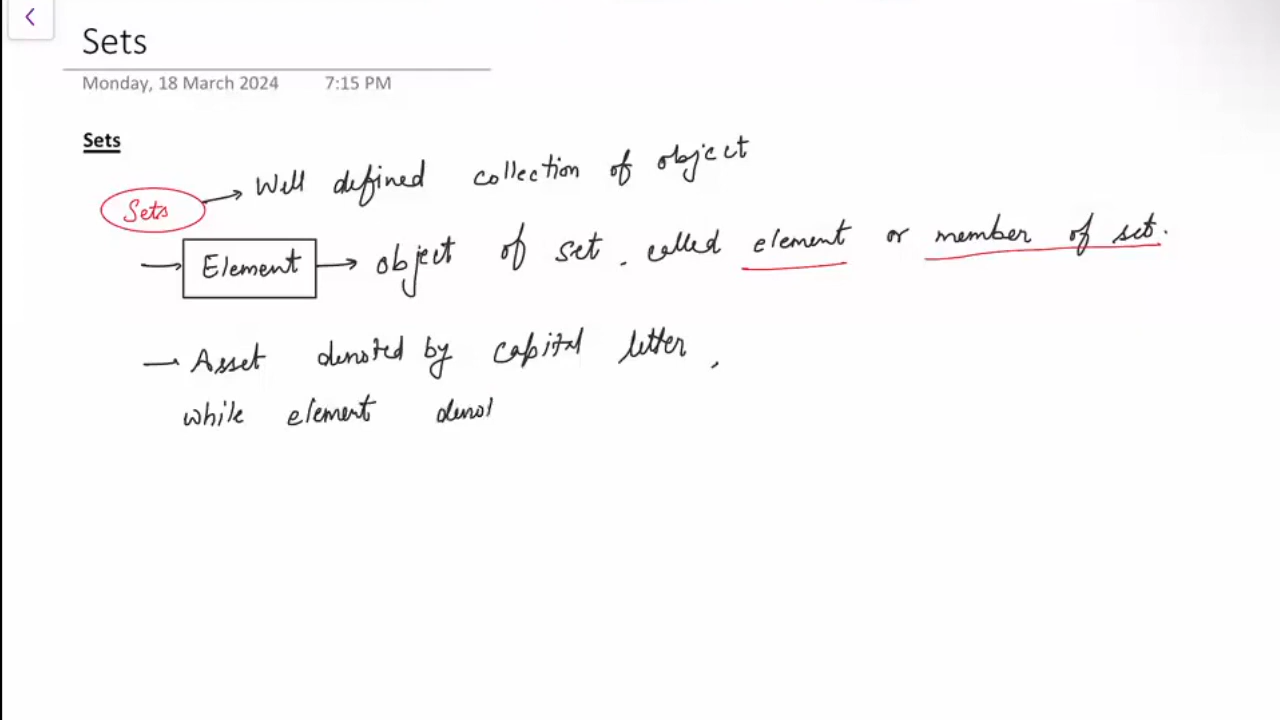 Sets
Monday, 18 March 2024 7:15 PM
Sets
Sets → Well defined collection of object
→ Element → object of set. called element or member of set.
— Asset denoted by capital letter,
while element denot